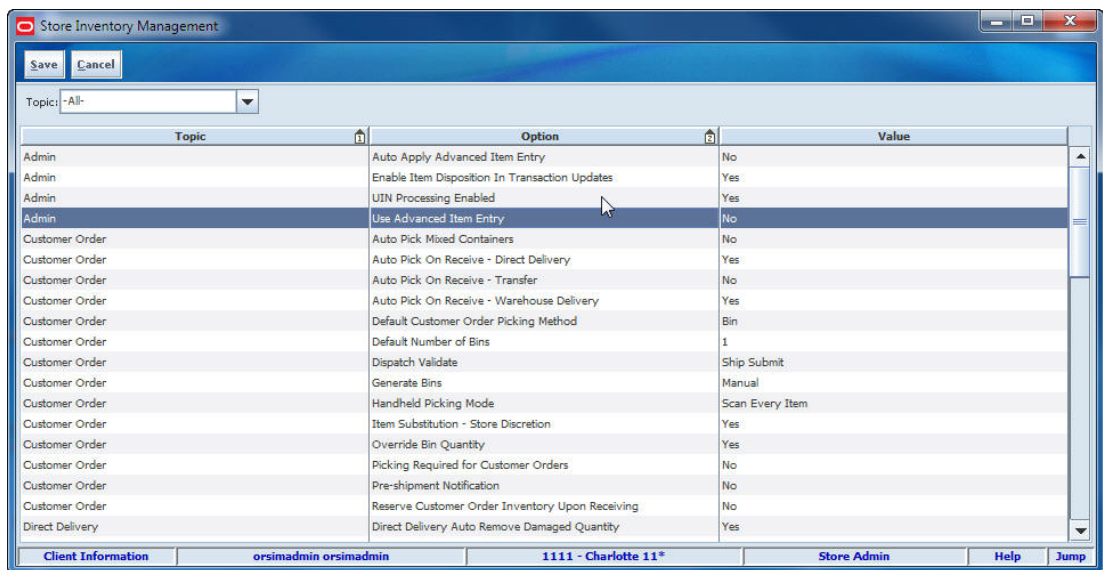 Store Inventory Management
Save Cancel
Topic: -All-
Topic 1 Option 2 Value
Admin Auto Apply Advanced Item Entry No
Admin Enable Item Disposition In Transaction Updates Yes
Admin UIN Processing Enabled Yes
Admin Use Advanced Item Entry No
Customer Order Auto Pick Mixed Containers No
Customer Order Auto Pick On Receive - Direct Delivery Yes
Customer Order Auto Pick On Receive - Transfer No
Customer Order Auto Pick On Receive - Warehouse Delivery Yes
Customer Order Default Customer Order Picking Method Bin
Customer Order Default Number of Bins 1
Customer Order Dispatch Validate Ship Submit
Customer Order Generate Bins Manual
Customer Order Handheld Picking Mode Scan Every Item
Customer Order Item Substitution - Store Discretion Yes
Customer Order Override Bin Quantity Yes
Customer Order Picking Required for Customer Orders No
Customer Order Pre-shipment Notification No
Customer Order Reserve Customer Order Inventory Upon Receiving No
Direct Delivery Direct Delivery Auto Remove Damaged Quantity Yes
Client Information orsimadmin orsimadmin 1111 - Charlotte 11* Store Admin Help Jump